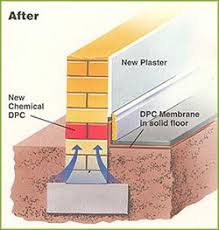 After
New Plaster
New
Chemical
DPC
DPC Membrane
in solid floor